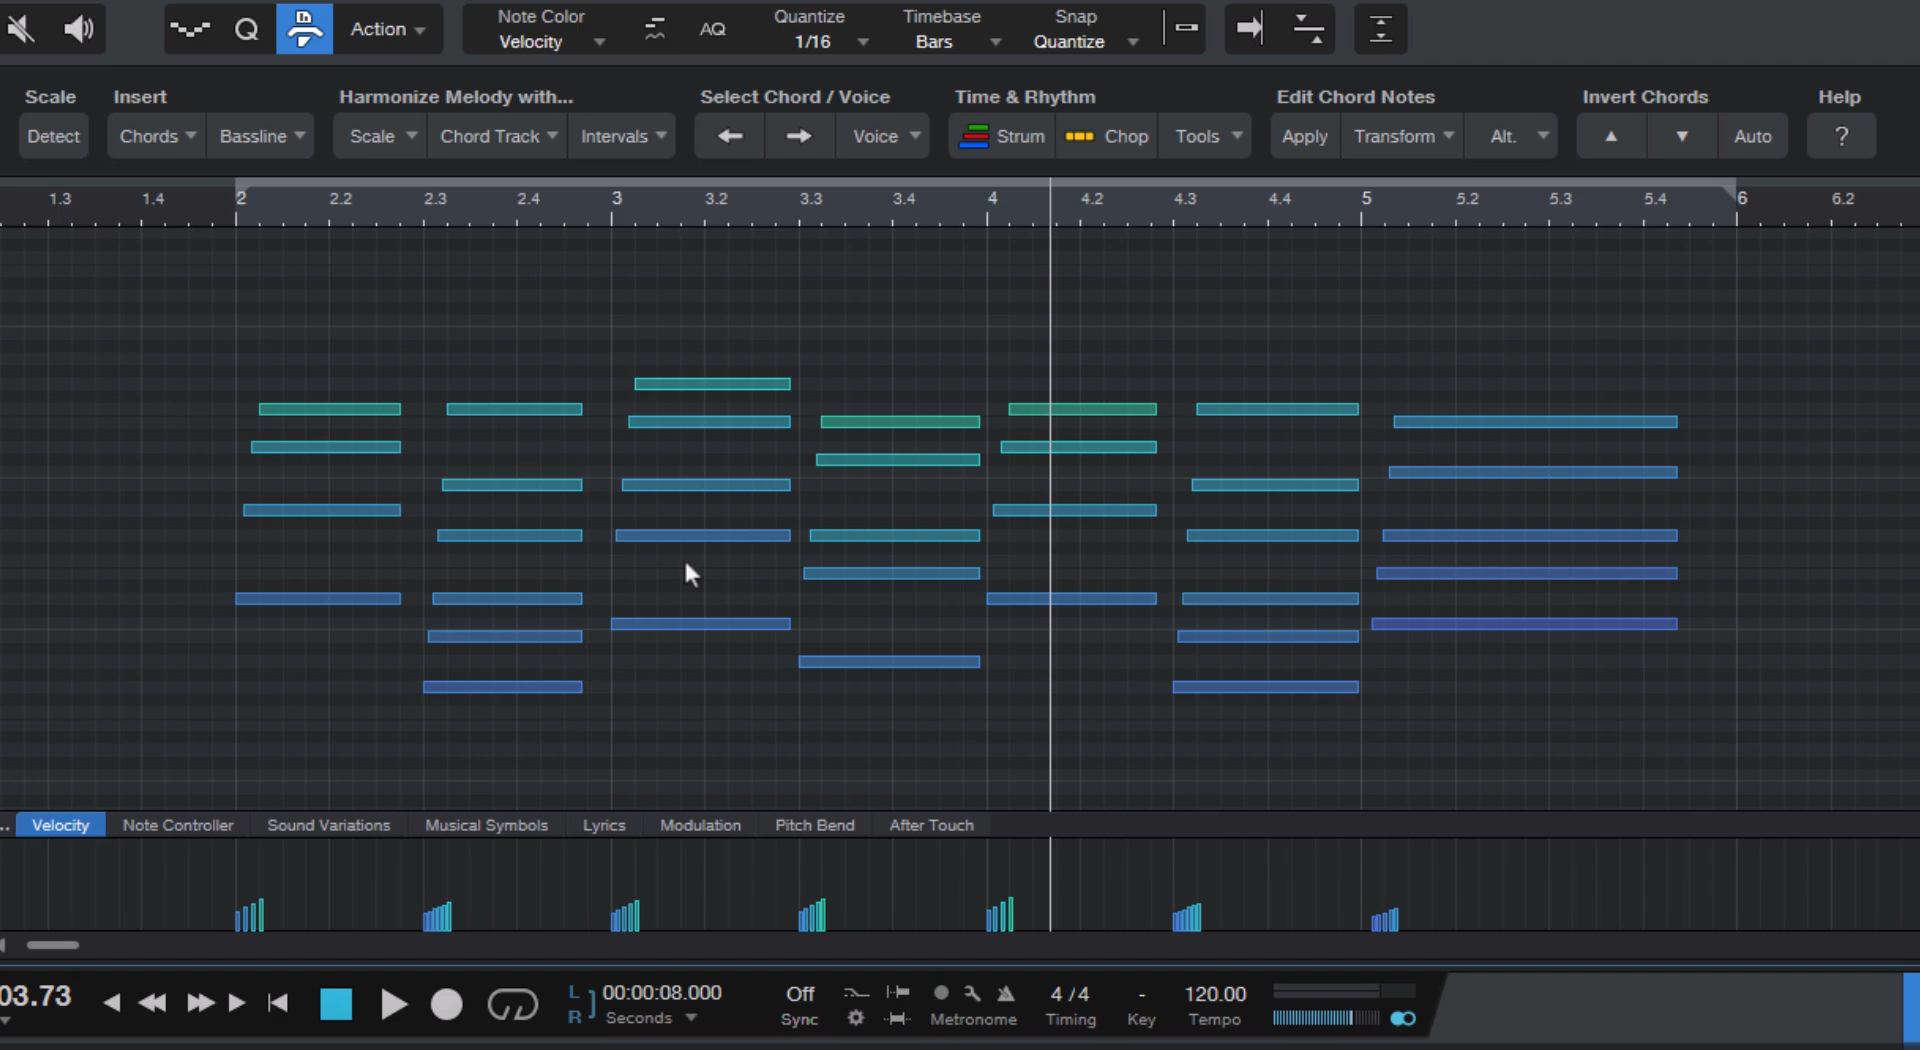 Q
Action
Note Color
Velocity
AQ
Quantize
1/16
Timebase
Bars
Snap
Quantize
Scale
Detect
Insert
Chords
Bassline
Harmonize Melody with...
Scale
Chord Track
Intervals
Select Chord / Voice
Voice
Time & Rhythm
Strum
Chop
Tools
Edit Chord Notes
Apply
Transform
Alt.
Invert Chords
Auto
Help
?
1.3 1.4 2 2.2 2.3 2.4 3 3.2 3.3 3.4 4 4.2 4.3 4.4 5 5.2 5.3 5.4 6 6.2
.. Velocity Note Controller Sound Variations Musical Symbols Lyrics Modulation Pitch Bend After Touch
03.73
L
R
00:00:08.000
Seconds
Off
Sync
Metronome
4 / 4
Timing
-
Key
120.00
Tempo